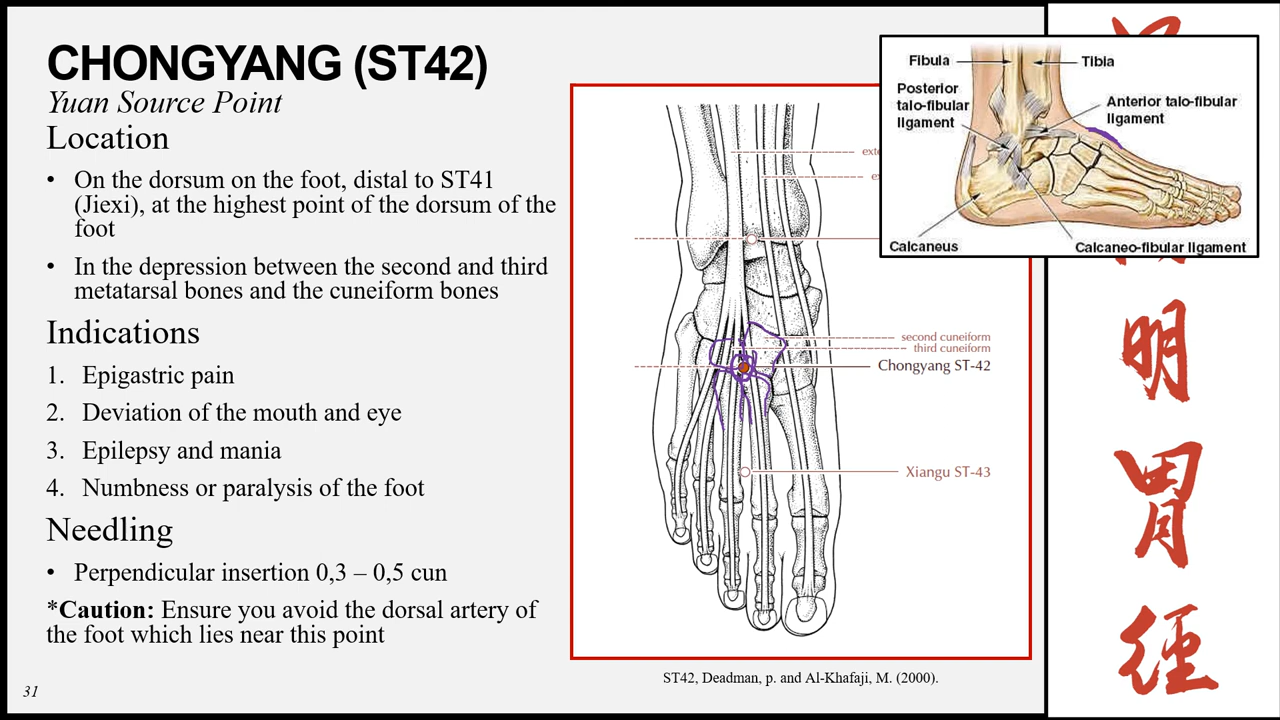 CHONGYANG (ST42)
Yuan Source Point
Location
• On the dorsum on the foot, distal to ST41
(Jiexi), at the highest point of the dorsum of the
foot
• In the depression between the second and third
metatarsal bones and the cuneiform bones
Indications
1. Epigastric pain
2. Deviation of the mouth and eye
3. Epilepsy and mania
4. Numbness or paralysis of the foot
Needling
• Perpendicular insertion 0,3 – 0,5 cun
*Caution: Ensure you avoid the dorsal artery of
the foot which lies near this point
31
second cuneiform
third cuneiform
Chongyang ST-42
Xiangu ST-43
ST42, Deadman, p. and Al-Khafaji, M. (2000).
Fibula
Tibia
Posterior
talo-fibular
ligament
Anterior talo-fibular
ligament
Calcaneus
Calcaneo-fibular ligament
明
胃
径